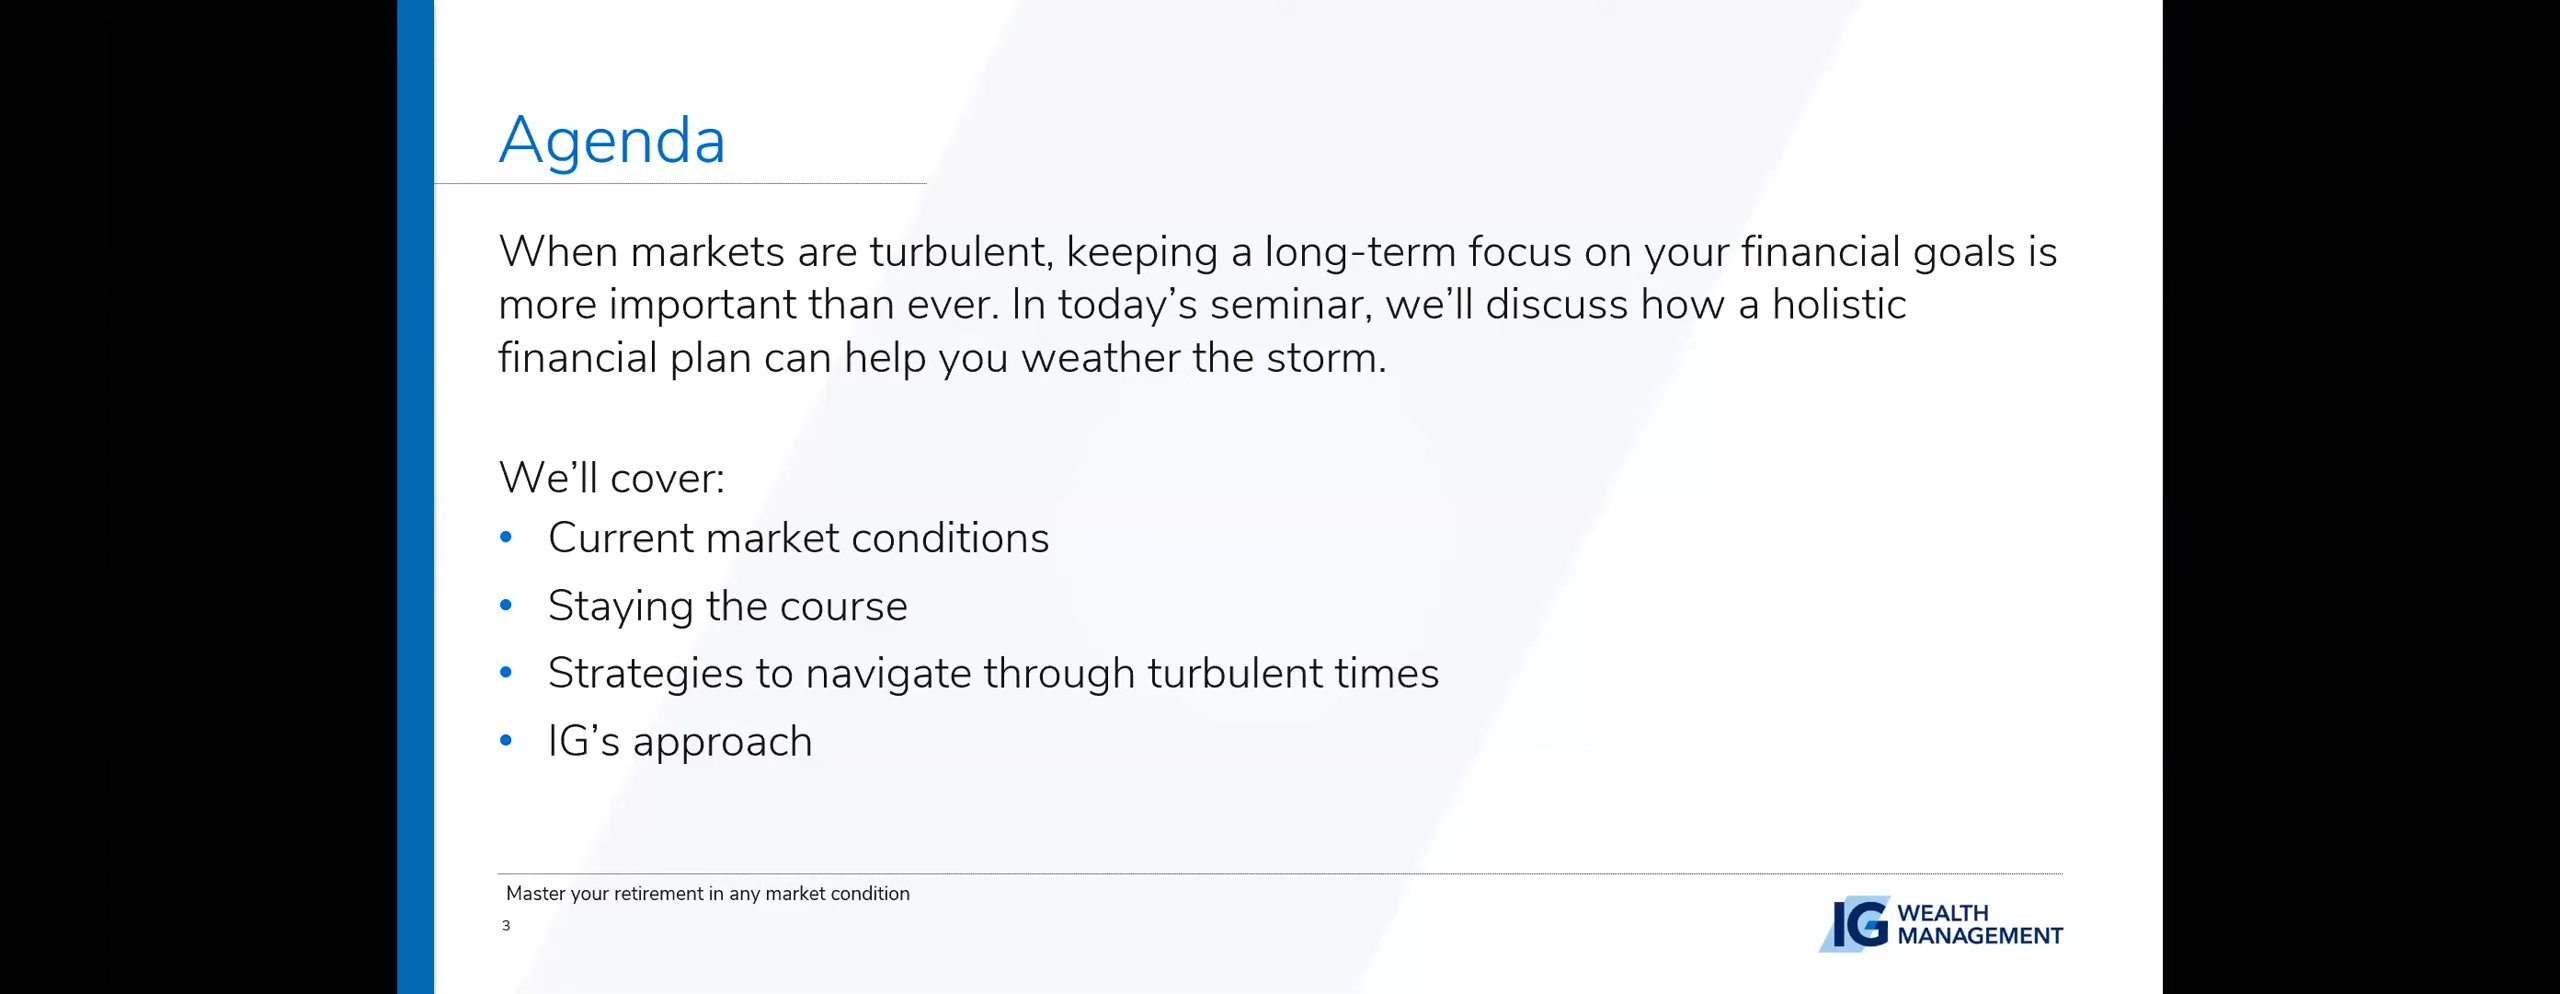 Agenda
When markets are turbulent, keeping a long-term focus on your financial goals is
more important than ever. In today’s seminar, we’ll discuss how a holistic
financial plan can help you weather the storm.
We’ll cover:
• Current market conditions
• Staying the course
• Strategies to navigate through turbulent times
• IG’s approach
Master your retirement in any market condition
3
IG WEALTH
MANAGEMENT